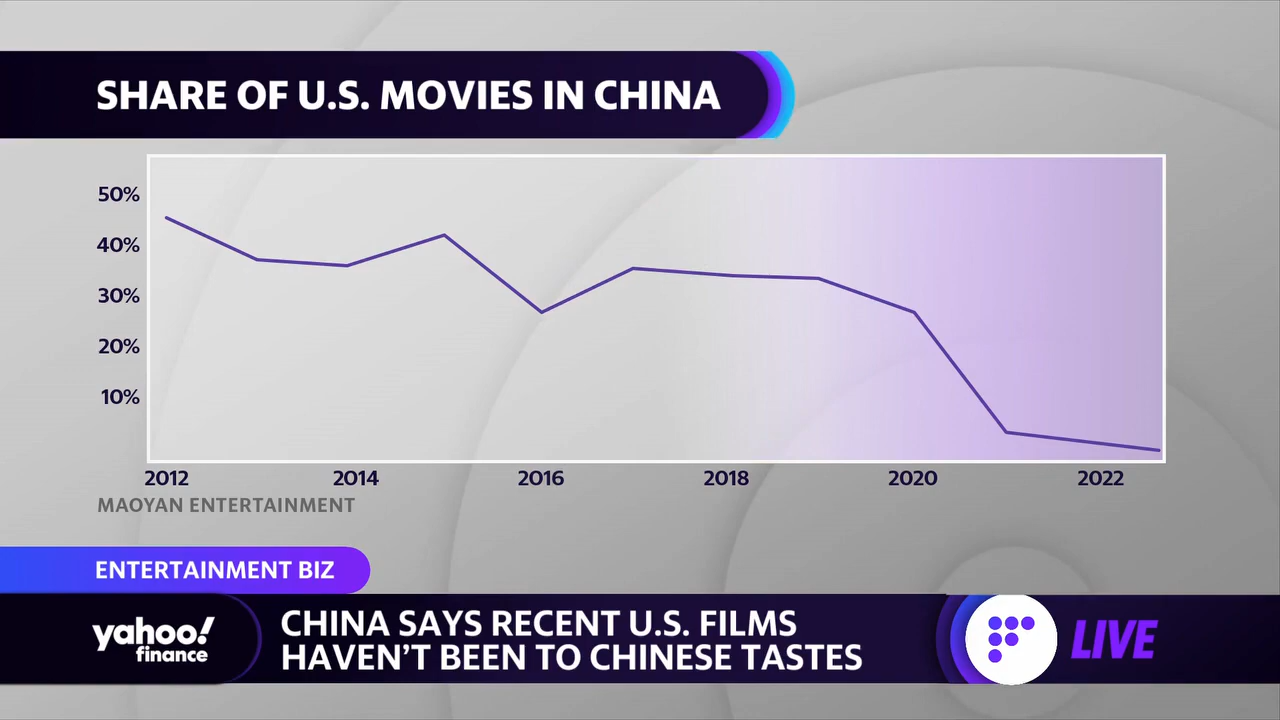 SHARE OF U.S. MOVIES IN CHINA
50%
40%
30%
20%
10%
2012 2014 2016 2018 2020 2022
MAOYAN ENTERTAINMENT
ENTERTAINMENT BIZ
yahoo!
finance
CHINA SAYS RECENT U.S. FILMS
HAVEN'T BEEN TO CHINESE TASTES
LIVE